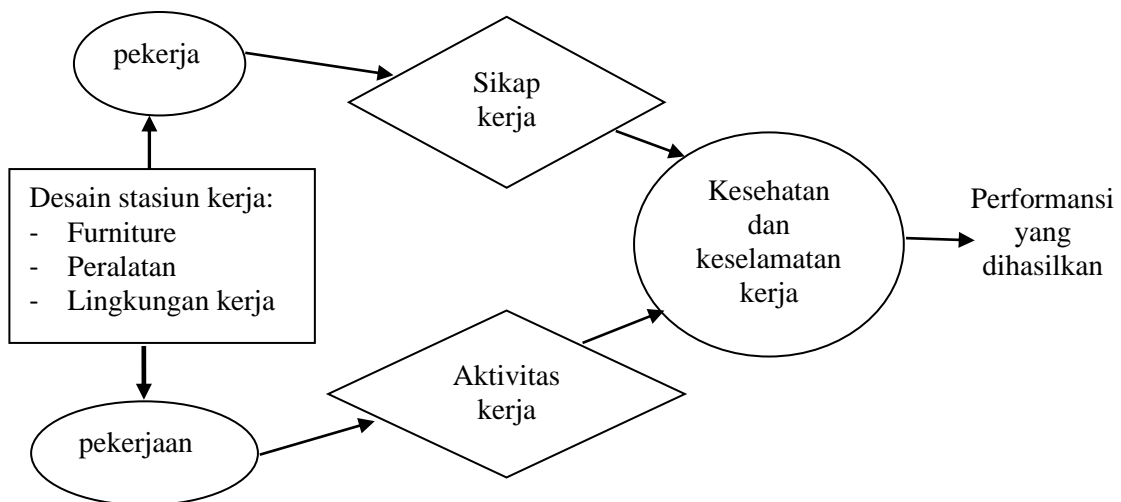 pekerja
Sikap
kerja
Desain stasiun kerja:
- Furniture
- Peralatan
- Lingkungan kerja
Kesehatan
dan
keselamatan
kerja
Performansi
yang
dihasilkan
Aktivitas
kerja
pekerjaan